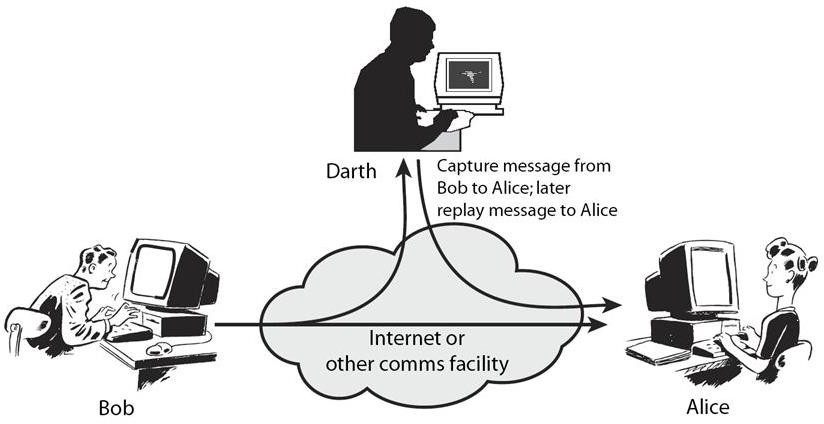 Darth
Capture message from
Bob to Alice; later
replay message to Alice
Internet or
other comms facility
Bob
Alice